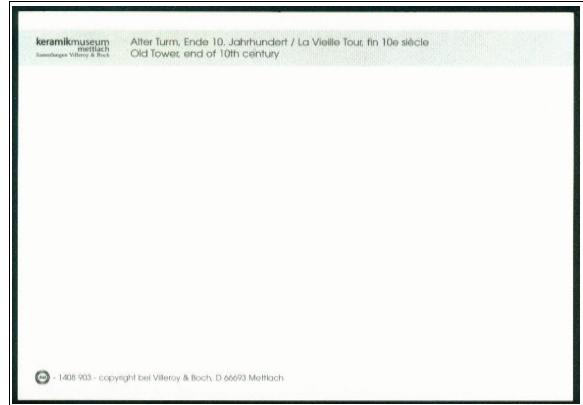 keramikmuseum
mettlach
Sammlungen Villeroy & Boch
Alter Turm, Ende 10. Jahrhundert / La Vieille Tour, fin 10e siècle
Old Tower, end of 10th century
- 1408 903 - copyright bei Villeroy & Boch, D 66693 Mettlach